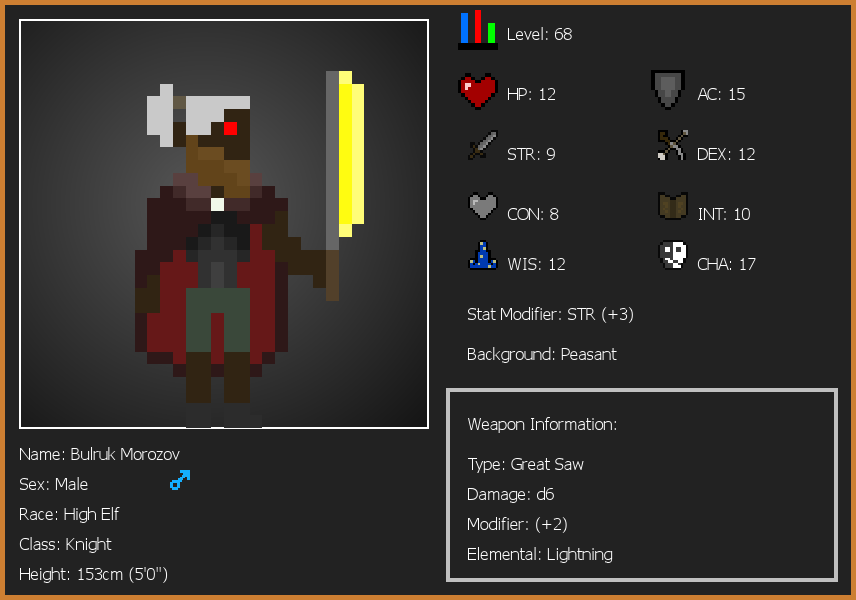 Level: 68
HP: 12
AC: 15
STR: 9
DEX: 12
CON: 8
INT: 10
WIS: 12
CHA: 17
Stat Modifier: STR (+3)
Background: Peasant
Weapon Information:
Type: Great Saw
Damage: d6
Modifier: (+2)
Elemental: Lightning
Name: Bulruk Morozov
Sex: Male
Race: High Elf
Class: Knight
Height: 153cm (5'0")